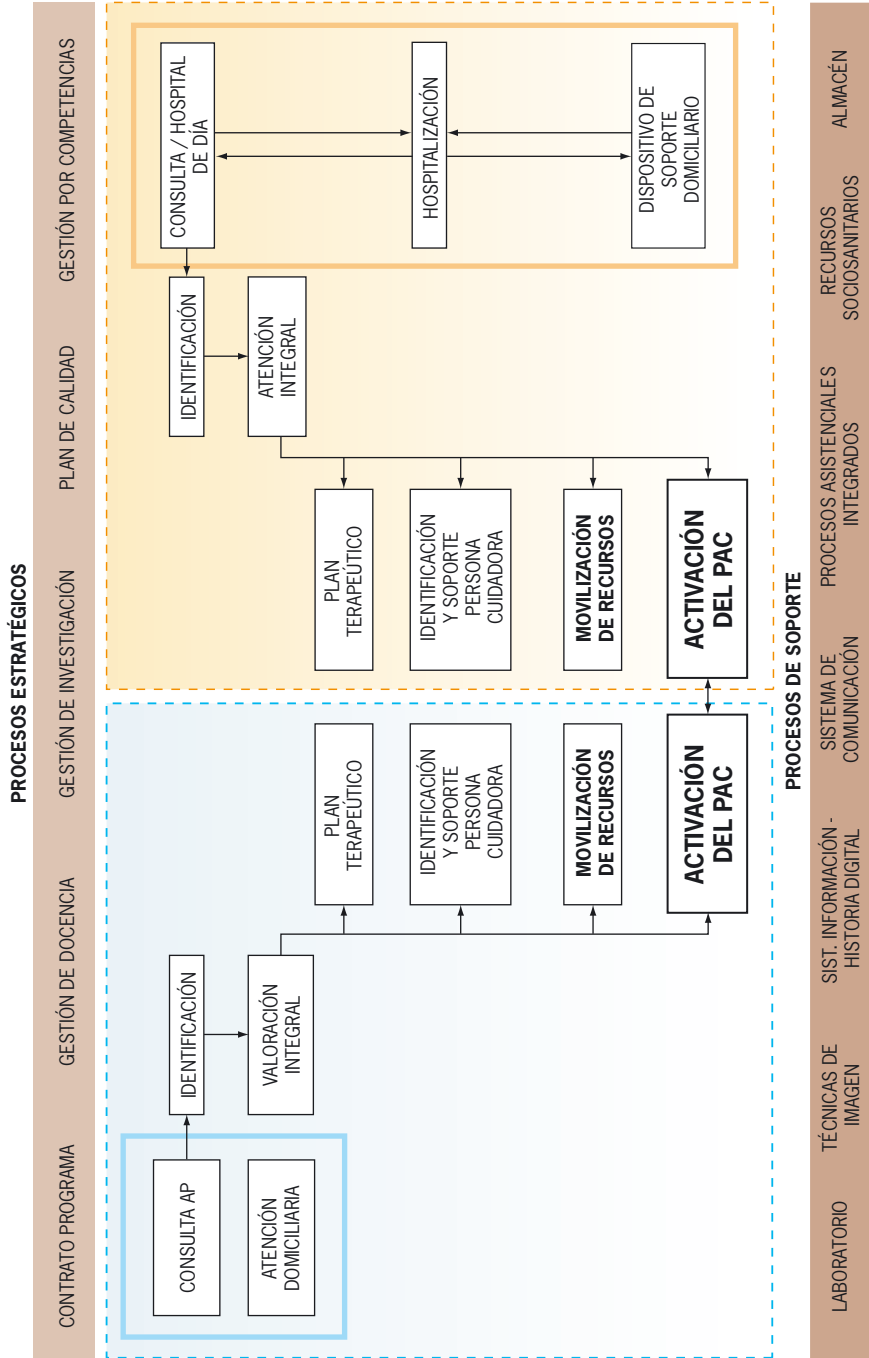 PROCESOS ESTRATÉGICOS
CONTRATO PROGRAMA
GESTIÓN DE DOCENCIA
GESTIÓN DE INVESTIGACIÓN
PLAN DE CALIDAD
GESTIÓN POR COMPETENCIAS
CONSULTA AP
ATENCIÓN
DOMICILIARIA
IDENTIFICACIÓN
VALORACIÓN
INTEGRAL
PLAN
TERAPEÚTICO
IDENTIFICACIÓN
Y SOPORTE
PERSONA
CUIDADORA
MOVILIZACIÓN
DE RECURSOS
ACTIVACIÓN
DEL PAC
CONSULTA / HOSPITAL
DE DÍA
HOSPITALIZACIÓN
DISPOSITIVO DE
SOPORTE
DOMICILIARIO
IDENTIFICACIÓN
ATENCIÓN
INTEGRAL
PLAN
TERAPEÚTICO
IDENTIFICACIÓN
Y SOPORTE
PERSONA
CUIDADORA
MOVILIZACIÓN
DE RECURSOS
ACTIVACIÓN
DEL PAC
PROCESOS DE SOPORTE
LABORATORIO
TÉCNICAS DE
IMAGEN
SIST. INFORMACIÓN -
HISTORIA DIGITAL
SISTEMA DE
COMUNICACIÓN
PROCESOS ASISTENCIALES
INTEGRADOS
RECURSOS
SOCIOSANITARIOS
ALMACÉN